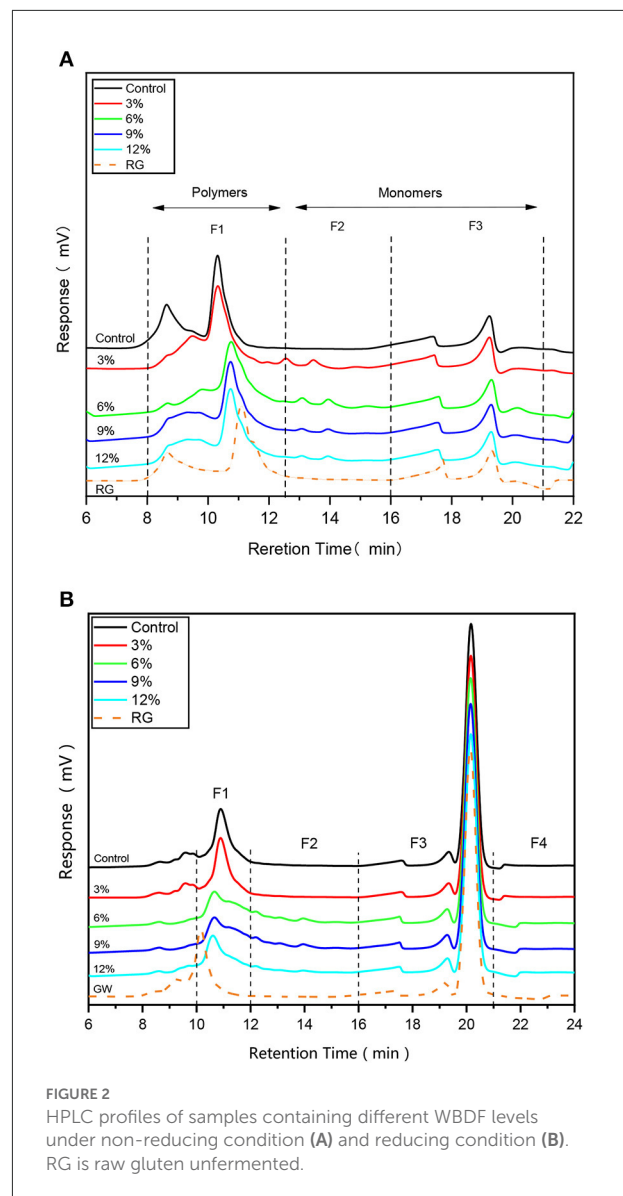 A
Control
3%
6%
9%
12%
RG
Polymers
Monomers
F1
F2
F3
Response( mV)
Control
3%
6%
9%
12%
RG
6 8 10 12 14 16 18 20 22
Reretion Time( min)
B
Control
3%
6%
9%
12%
RG
F1
F2
F3
F4
Response ( mV )
Control
3%
6%
9%
12%
GW
6 8 10 12 14 16 18 20 22 24
Retention Time ( min )
FIGURE 2
HPLC profiles of samples containing different WBDF levels
under non-reducing condition (A) and reducing condition (B).
RG is raw gluten unfermented.